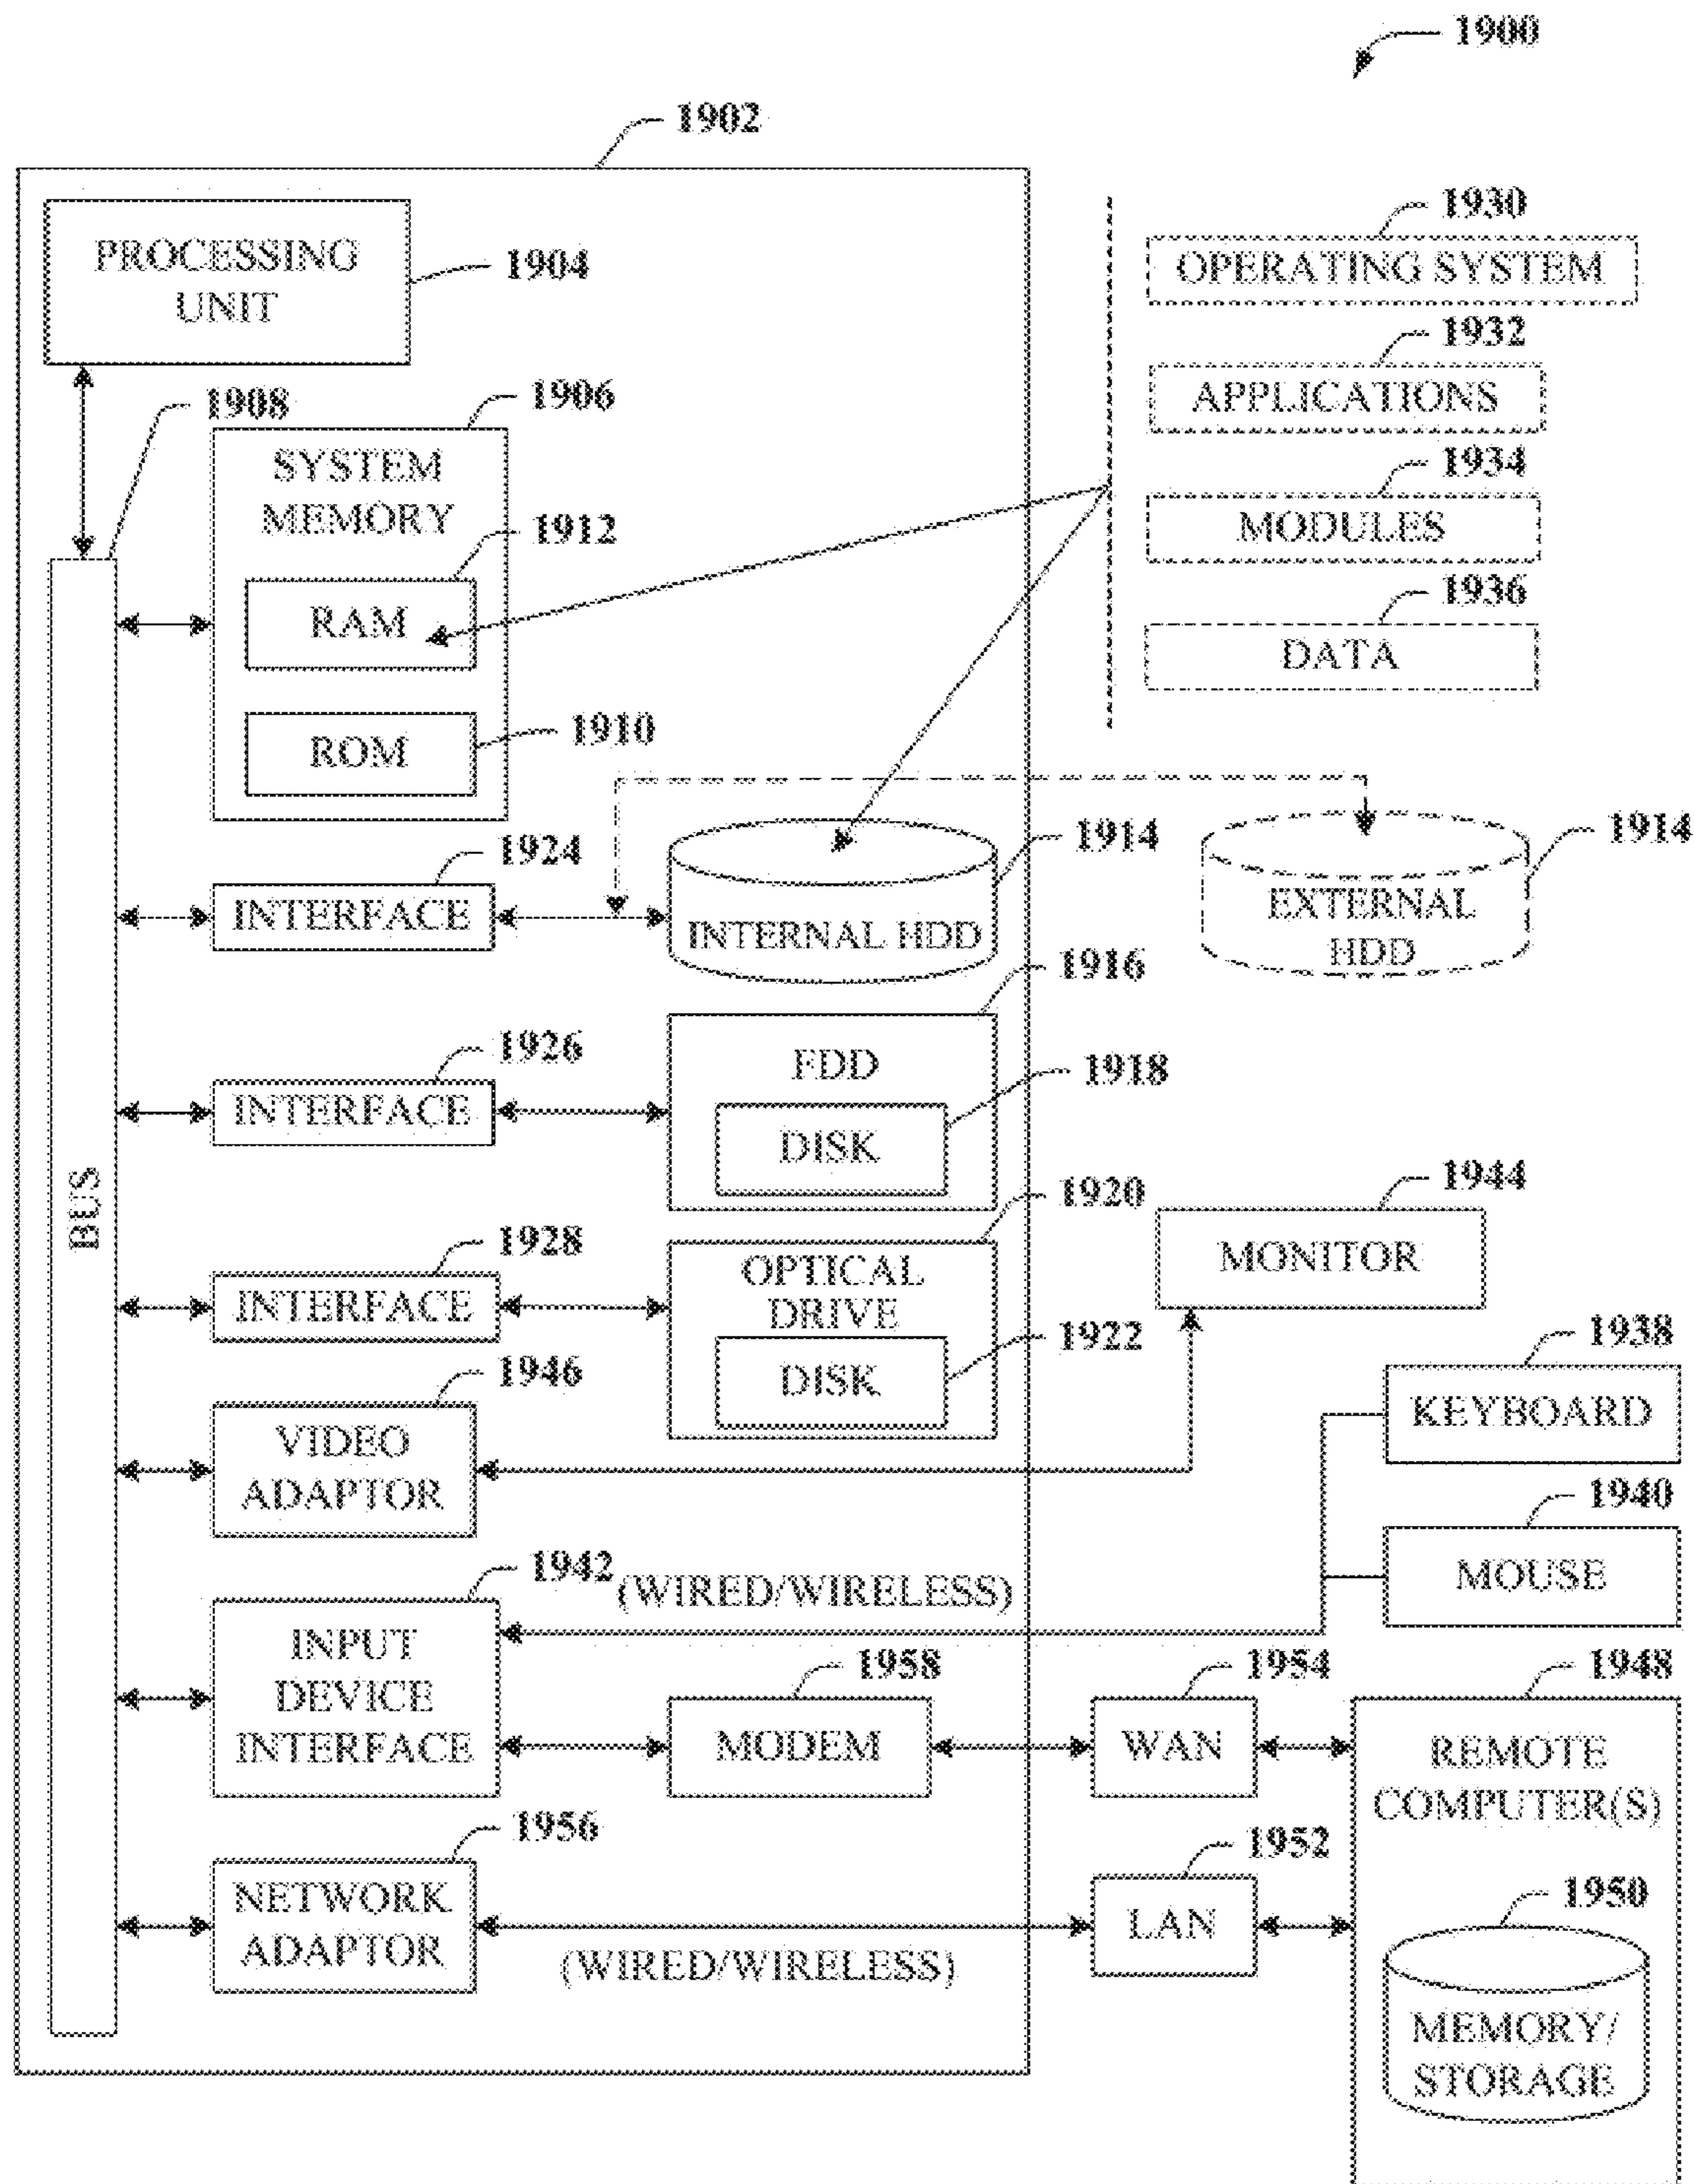 1900
1902
PROCESSING
UNIT
1904
1930
OPERATING SYSTEM
1932
APPLICATIONS
1934
MODULES
1936
DATA
1908
1906
SYSTEM
MEMORY
1912
RAM
1910
ROM
1924
INTERFACE
1914
INTERNAL HDD
1914
EXTERNAL
HDD
1926
INTERFACE
1916
FDD
1918
DISK
BUS
1928
INTERFACE
1920
OPTICAL
DRIVE
1922
DISK
1944
MONITOR
1938
KEYBOARD
1946
VIDEO
ADAPTOR
1940
MOUSE
1942
(WIRED/WIRELESS)
INPUT
DEVICE
INTERFACE
1958
MODEM
1954
WAN
1948
REMOTE
COMPUTER(S)
1956
NETWORK
ADAPTOR
(WIRED/WIRELESS)
1952
LAN
1950
MEMORY/
STORAGE